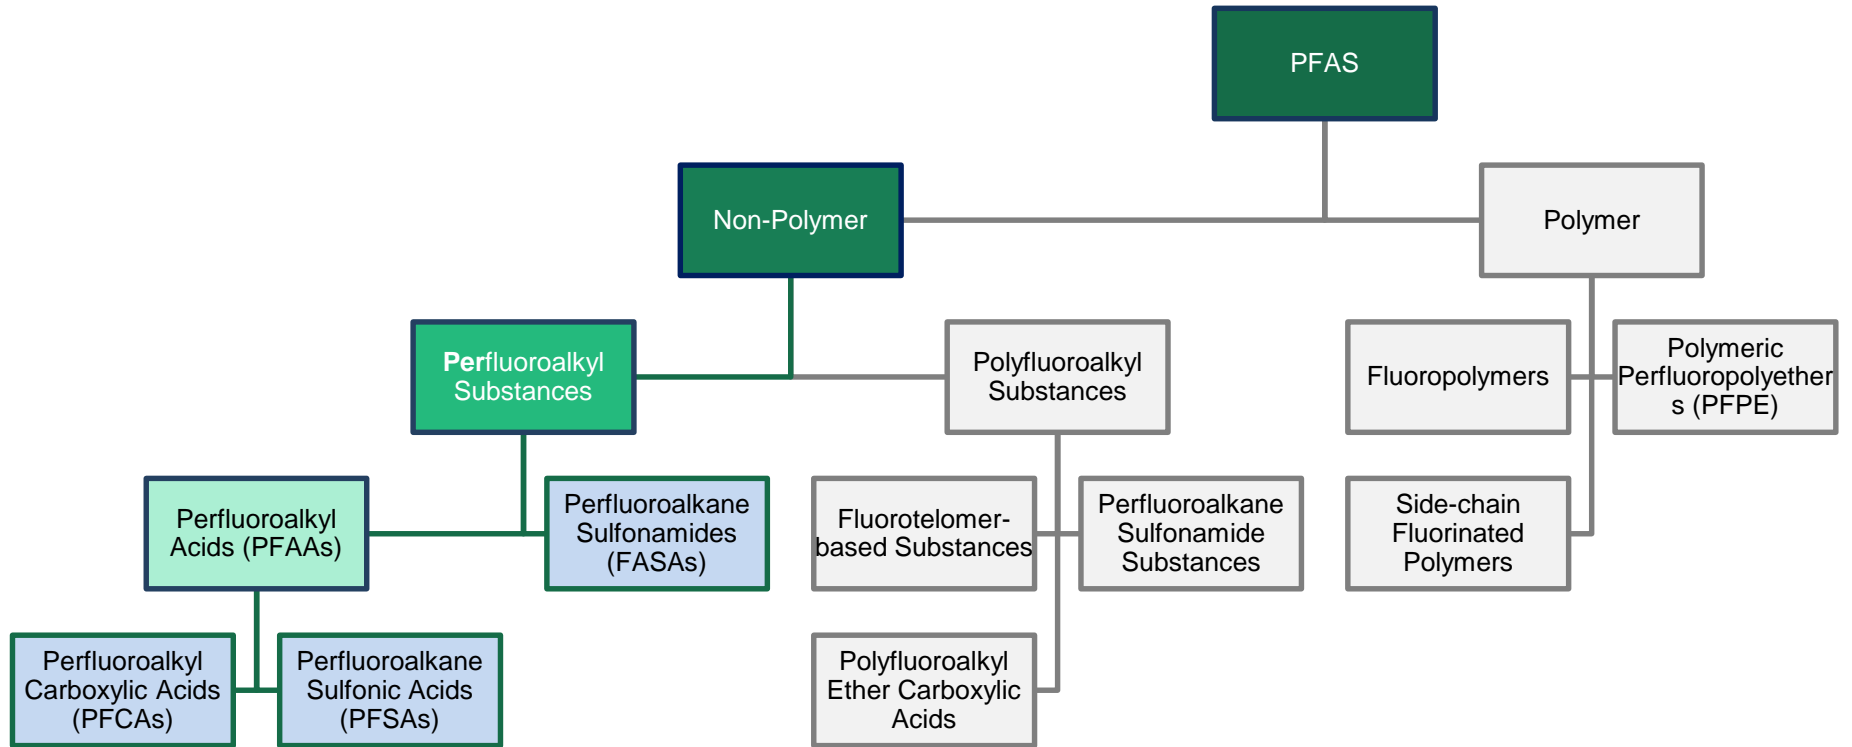 PFAS
Non-Polymer
Polymer
Perfluoroalkyl
Substances
Polyfluoroalkyl
Substances
Fluoropolymers
Polymeric
Perfluoropolyether
s (PFPE)
Perfluoroalkyl
Acids (PFAAs)
Perfluoroalkane
Sulfonamides
(FASAs)
Fluorotelomer-
based Substances
Perfluoroalkane
Sulfonamide
Substances
Side-chain
Fluorinated
Polymers
Perfluoroalkyl
Carboxylic Acids
(PFCAs)
Perfluoroalkane
Sulfonic Acids
(PFSAs)
Polyfluoroalkyl
Ether Carboxylic
Acids